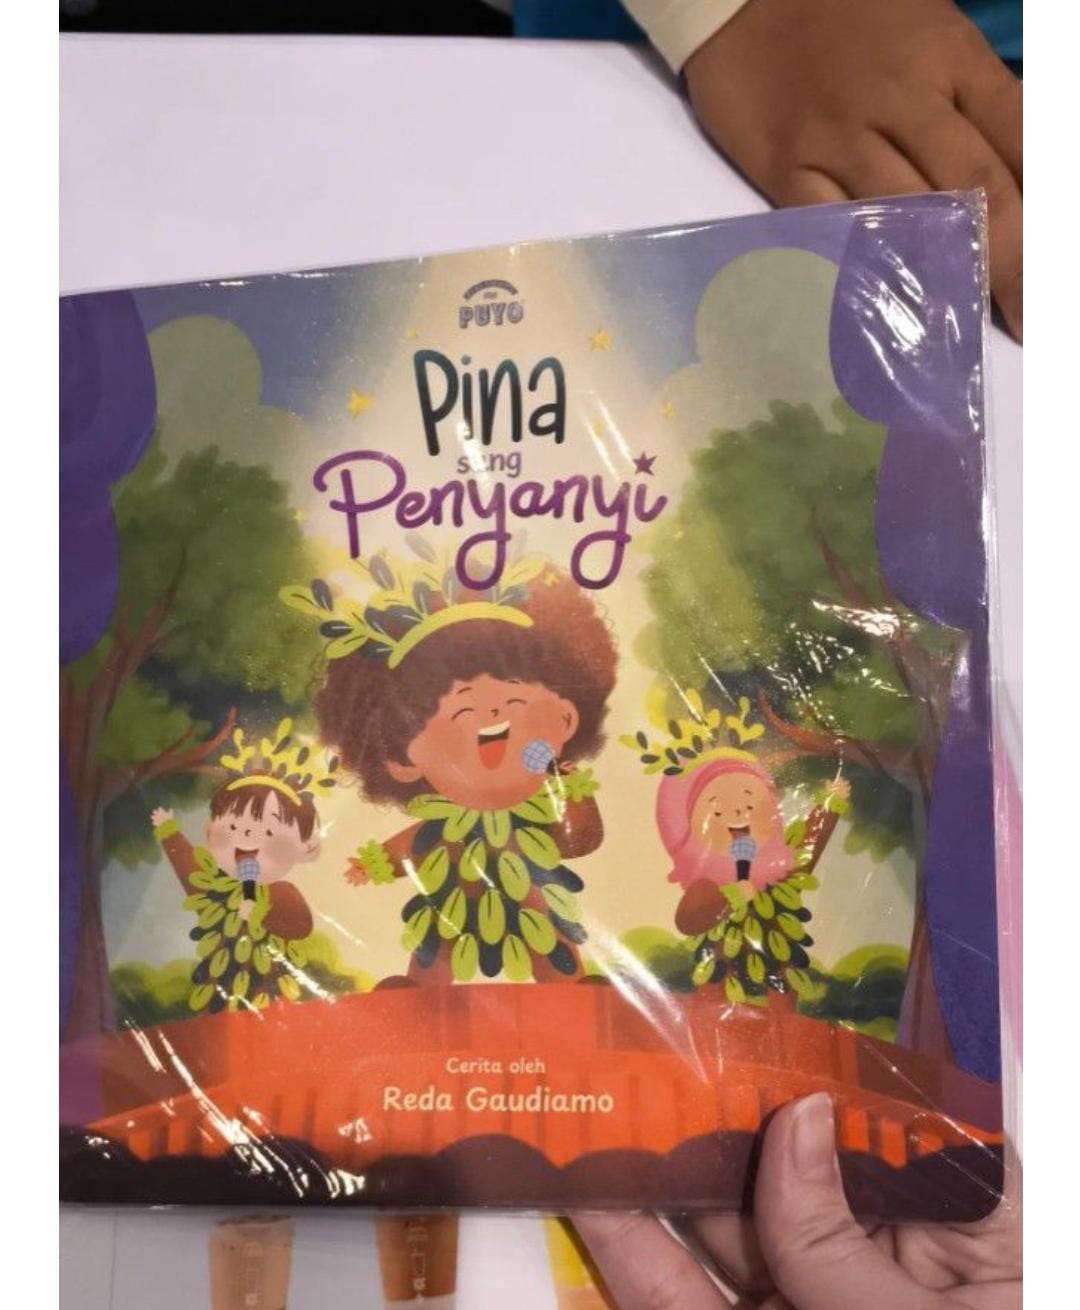 PUYO
Pina
sang
Penyanyi
Cerita oleh
Reda Gaudiamo